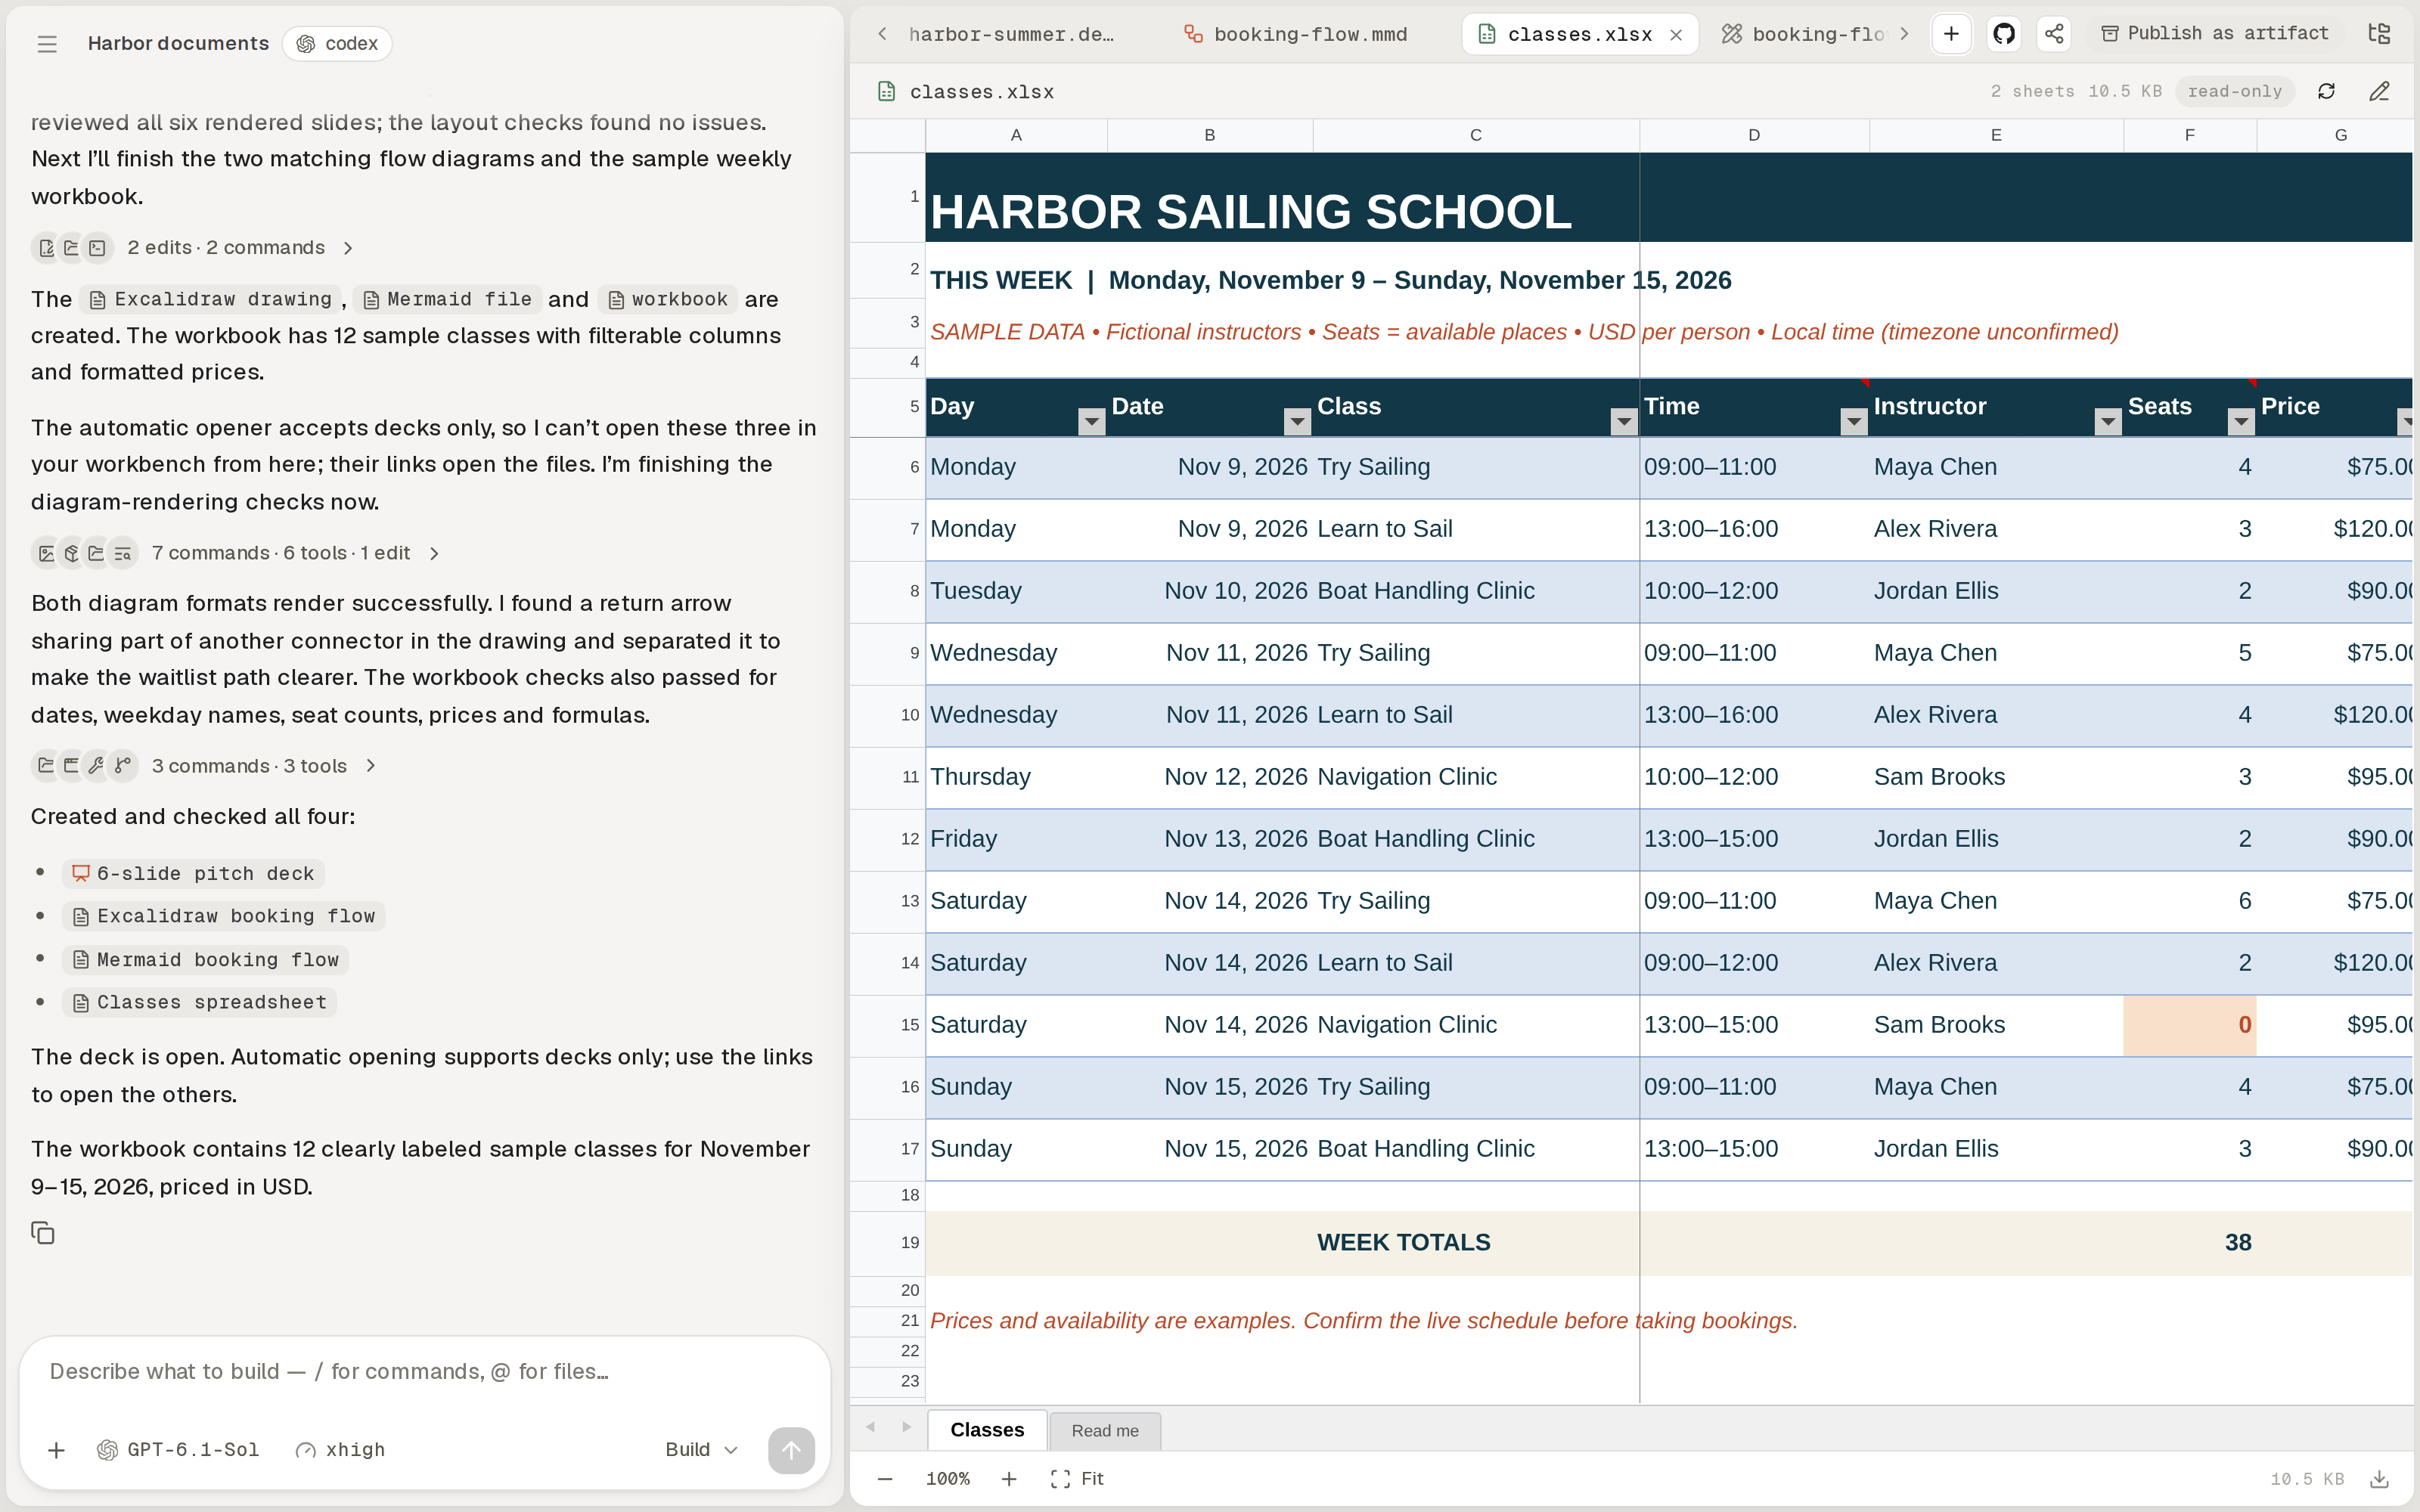 Harbor documents codex
reviewed all six rendered slides; the layout checks found no issues.
Next I’ll finish the two matching flow diagrams and the sample weekly
workbook.
2 edits · 2 commands
The Excalidraw drawing, Mermaid file and workbook are
created. The workbook has 12 sample classes with filterable columns
and formatted prices.
The automatic opener accepts decks only, so I can’t open these three in
your workbench from here; their links open the files. I’m finishing the
diagram-rendering checks now.
7 commands · 6 tools · 1 edit
Both diagram formats render successfully. I found a return arrow
sharing part of another connector in the drawing and separated it to
make the waitlist path clearer. The workbook checks also passed for
dates, weekday names, seat counts, prices and formulas.
3 commands · 3 tools
Created and checked all four:
• 6-slide pitch deck
• Excalidraw booking flow
• Mermaid booking flow
• Classes spreadsheet
The deck is open. Automatic opening supports decks only; use the links
to open the others.
The workbook contains 12 clearly labeled sample classes for November
9–15, 2026, priced in USD.
Describe what to build — / for commands, @ for files…
GPT-6.1-Sol xhigh Build
harbor-summer.de… booking-flow.mmd classes.xlsx booking-flo Publish as artifact
classes.xlsx 2 sheets 10.5 KB read-only
A B C D E F G
1 HARBOR SAILING SCHOOL
2 THIS WEEK | Monday, November 9 – Sunday, November 15, 2026
3 SAMPLE DATA • Fictional instructors • Seats = available places • USD per person • Local time (timezone unconfirmed)
4
5 Day Date Class Time Instructor Seats Price
6 Monday Nov 9, 2026 Try Sailing 09:00–11:00 Maya Chen 4 $75.00
7 Monday Nov 9, 2026 Learn to Sail 13:00–16:00 Alex Rivera 3 $120.00
8 Tuesday Nov 10, 2026 Boat Handling Clinic 10:00–12:00 Jordan Ellis 2 $90.00
9 Wednesday Nov 11, 2026 Try Sailing 09:00–11:00 Maya Chen 5 $75.00
10 Wednesday Nov 11, 2026 Learn to Sail 13:00–16:00 Alex Rivera 4 $120.00
11 Thursday Nov 12, 2026 Navigation Clinic 10:00–12:00 Sam Brooks 3 $95.00
12 Friday Nov 13, 2026 Boat Handling Clinic 13:00–15:00 Jordan Ellis 2 $90.00
13 Saturday Nov 14, 2026 Try Sailing 09:00–11:00 Maya Chen 6 $75.00
14 Saturday Nov 14, 2026 Learn to Sail 09:00–12:00 Alex Rivera 2 $120.00
15 Saturday Nov 14, 2026 Navigation Clinic 13:00–15:00 Sam Brooks 0 $95.00
16 Sunday Nov 15, 2026 Try Sailing 09:00–11:00 Maya Chen 4 $75.00
17 Sunday Nov 15, 2026 Boat Handling Clinic 13:00–15:00 Jordan Ellis 3 $90.00
18
19 WEEK TOTALS 38
20
21 Prices and availability are examples. Confirm the live schedule before taking bookings.
22
23
Classes Read me
100% Fit 10.5 KB